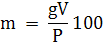 m = gV/P 100